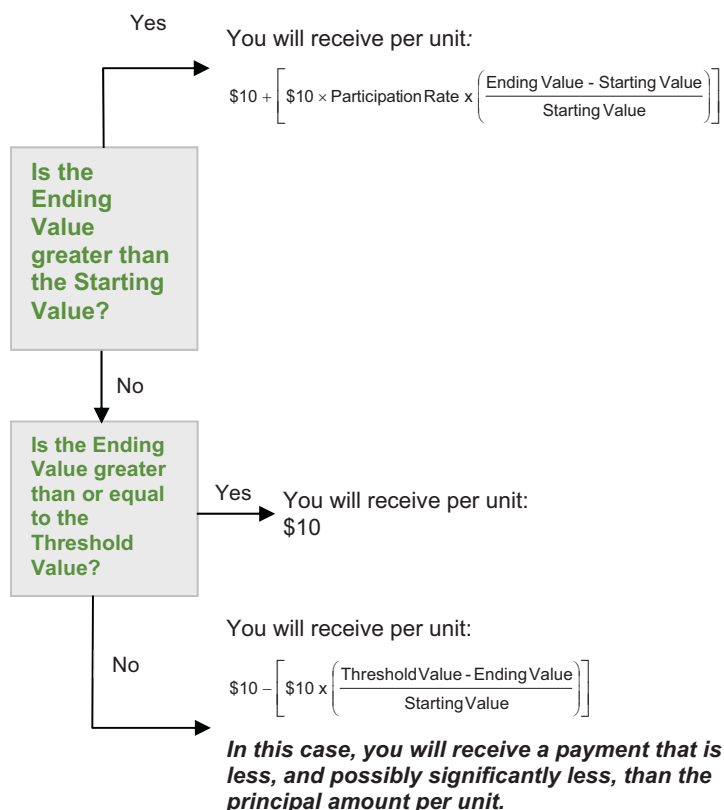 Yes
You will receive per unit:
$10 + [ $10 × Participation Rate x ( Ending Value - Starting Value / Starting Value ) ]
Is the
Ending
Value
greater than
the Starting
Value?
No
Is the Ending
Value greater
than or equal
to the
Threshold
Value?
Yes
You will receive per unit:
$10
No
You will receive per unit:
$10 – [ $10 x ( Threshold Value - Ending Value / Starting Value ) ]
In this case, you will receive a payment that is
less, and possibly significantly less, than the
principal amount per unit.